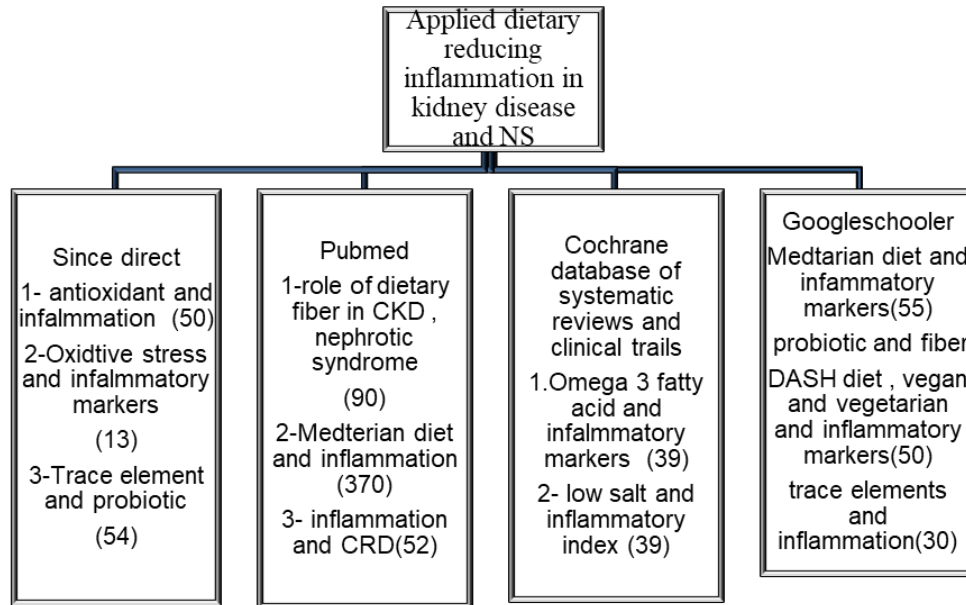 Applied dietary
reducing
inflammation in
kidney disease
and NS
Since direct
1- antioxidant and
infalmmation (50)
2-Oxidtive stress
and infalmmatory
markers
(13)
3-Trace element
and probiotic
(54)
Pubmed
1-role of dietary
fiber in CKD ,
nephrotic
syndrome
(90)
2-Medterian diet
and inflammation
(370)
3- inflammation
and CRD(52)
Cochrane
database of
systematic
reviews and
clinical trails
1.Omega 3 fatty
acid and
infalmmatory
markers (39)
2- low salt and
inflammatory
index (39)
Googleschooler
Medtarian diet and
infammatory
markers(55)
probiotic and fiber
DASH diet , vegan
and vegetarian
and inflammatory
markers(50)
trace elements
and
inflammation(30)